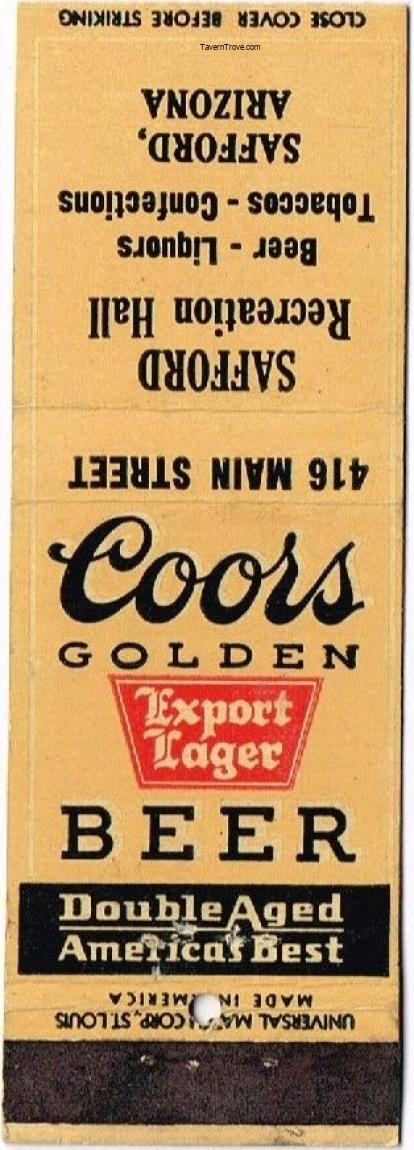 CLOSE COVER BEFORE STRIKING
TavernTrove.com
416 MAIN STREET
SAFFORD
Recreation Hall
Beer - Liquors
Tobaccos - Confections
SAFFORD,
ARIZONA
Coors
GOLDEN
Export
Lager
BEER
Double Aged
America's Best
UNIVERSAL MATCH CORP., ST. LOUIS
MADE IN AMERICA